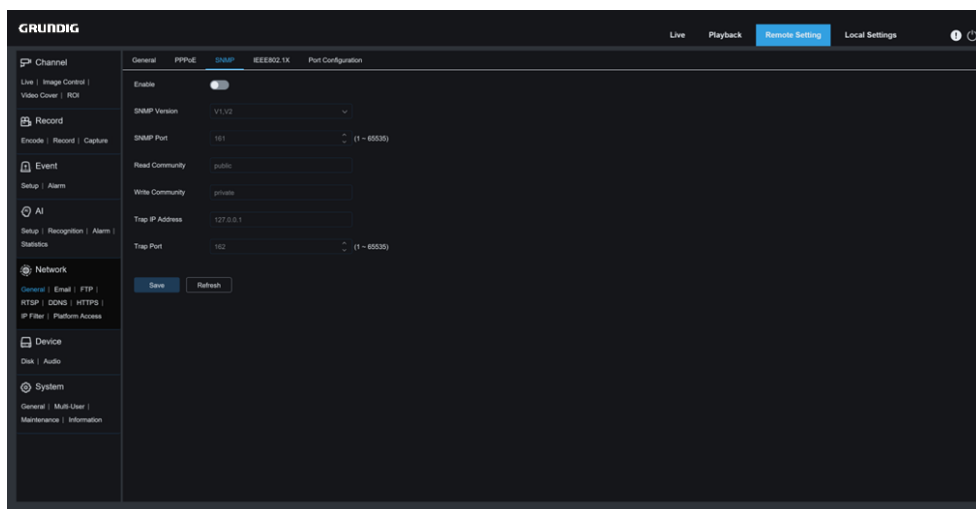 GRUNDIG
Live Playback Remote Setting Local Settings
Channel
Live | Image Control |
Video Cover | ROI
Record
Encode | Record | Capture
Event
Setup | Alarm
AI
Setup | Recognition | Alarm |
Statistics
Network
General | Email | FTP |
RTSP | DDNS | HTTPS |
IP Filter | Platform Access
Device
Disk | Audio
System
General | Multi-User |
Maintenance | Information
General PPPoE SNMP IEEE802.1X Port Configuration
Enable
SNMP Version V1,V2
SNMP Port 161 (1 ~ 65535)
Read Community public
Write Community private
Trap IP Address 127.0.0.1
Trap Port 162 (1 ~ 65535)
Save Refresh